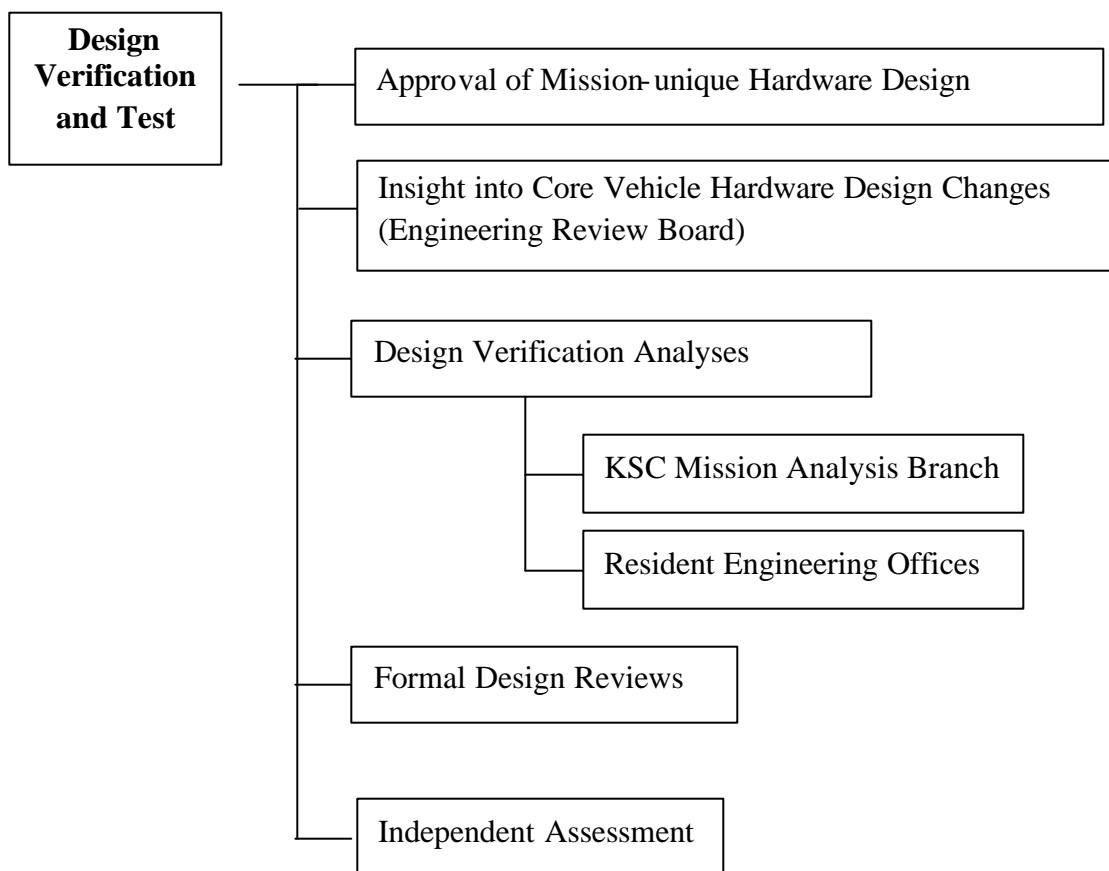 Design
Verification
and Test
Approval of Mission-unique Hardware Design
Insight into Core Vehicle Hardware Design Changes
(Engineering Review Board)
Design Verification Analyses
KSC Mission Analysis Branch
Resident Engineering Offices
Formal Design Reviews
Independent Assessment